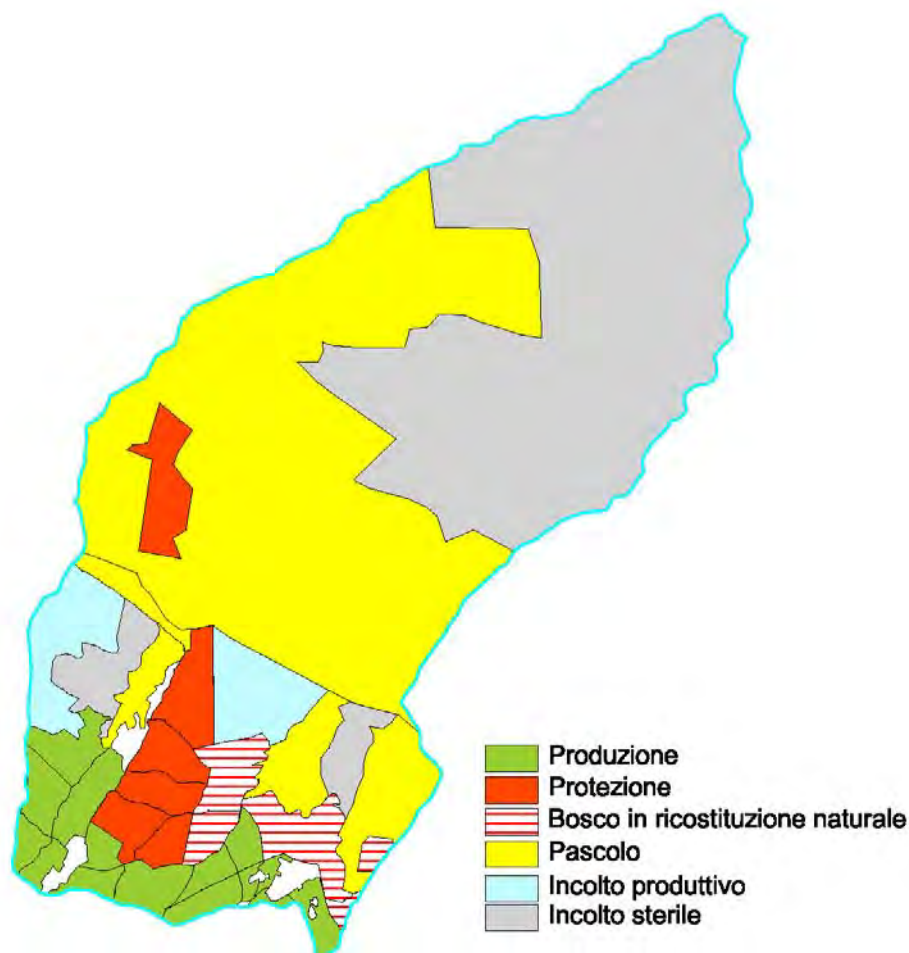 Produzione
Protezione
Bosco in ricostituzione naturale
Pascolo
Incolto produttivo
Incolto sterile